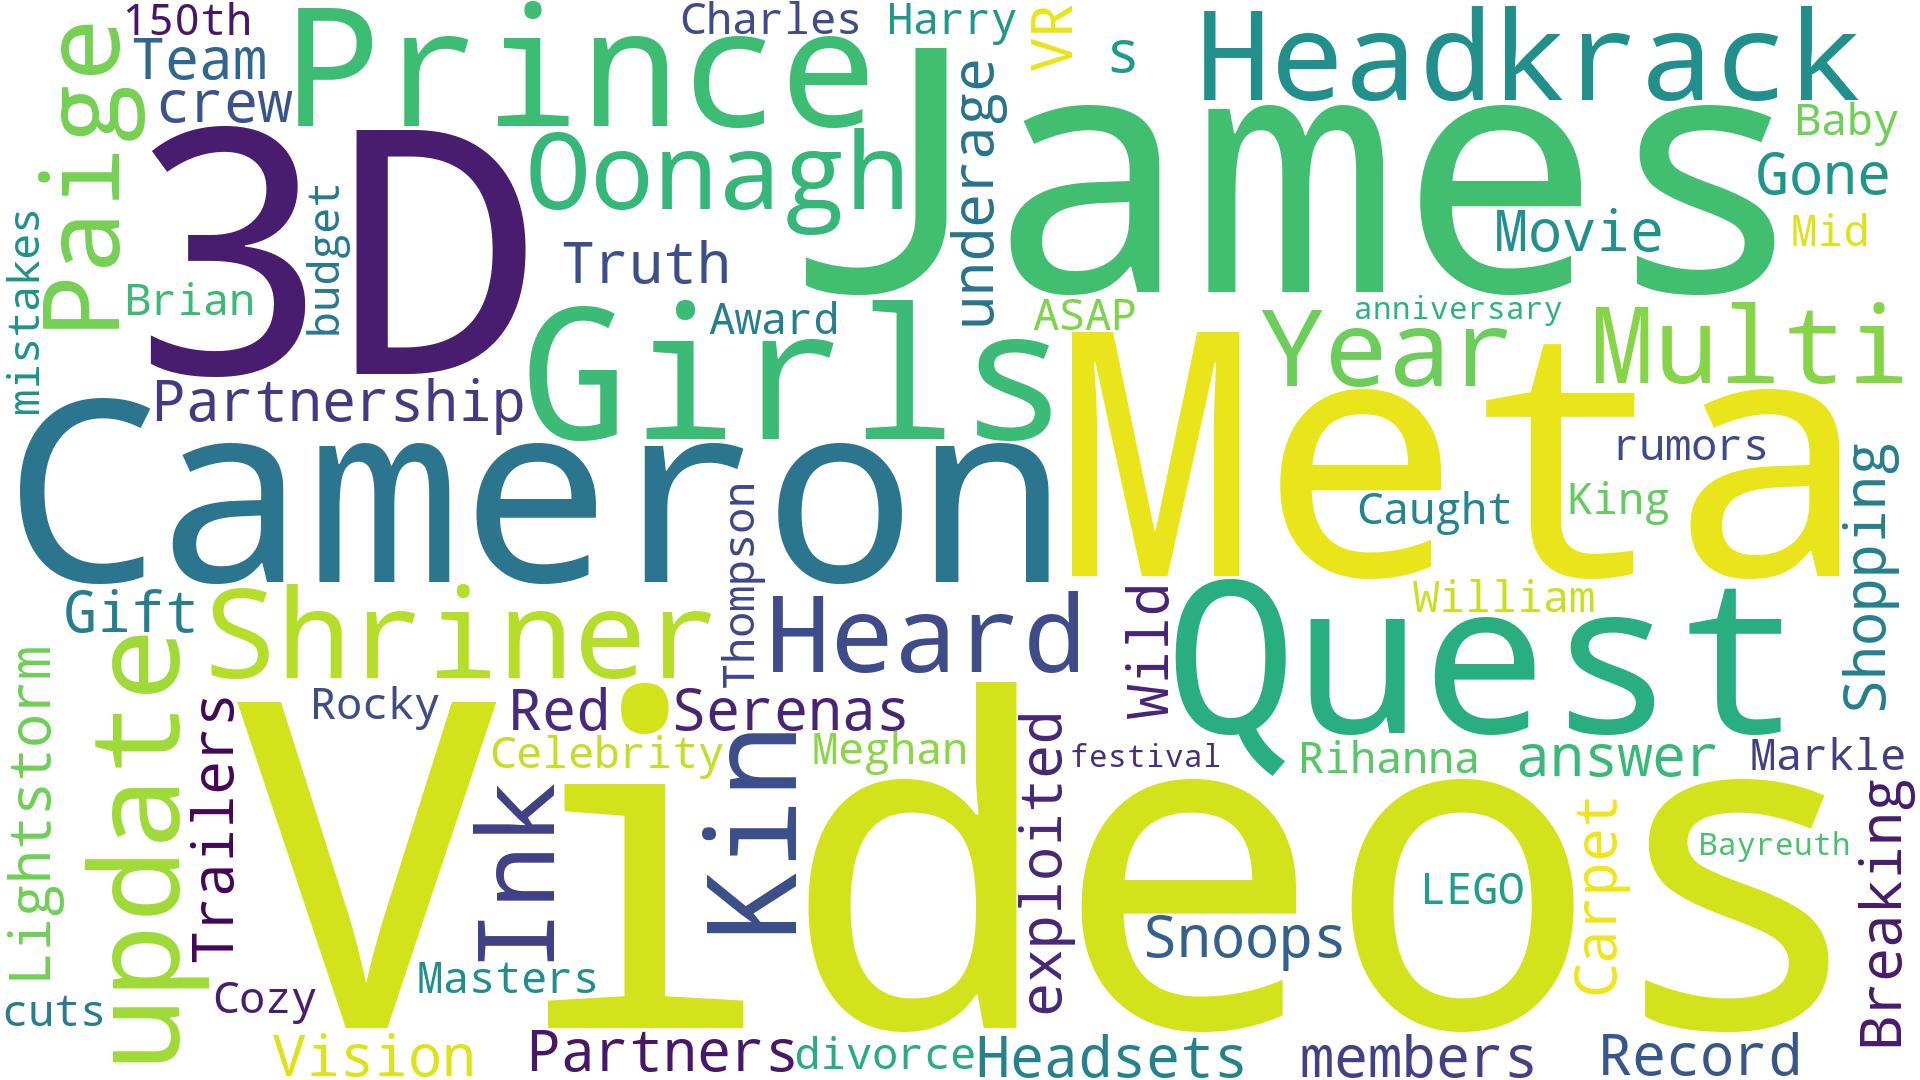 150th
Charles
Harry
VR
s
Headkrack
Team
crew
Prince
Paige
3D
Oonagh
James
underage
Baby
Gone
Movie
Mid
mistakes
Brian
budget
Truth
Girls
Award
ASAP
anniversary
Year
Multi
Partnership
Cameron
Meta
rumors
Caught
King
Shopping
Gift
Shriner
Thompson
Heard
Wild
Quest
William
Lightstorm
update
Trailers
Rocky
Red
Serenas
Videos
Celebrity
Kin
Meghan
exploited
festival
Rihanna
answer
Markle
Ink
Snoops
LEGO
Carpet
Bayreuth
Breaking
cuts
Cozy
Masters
Vision
Partners
divorce
Headsets
members
Record